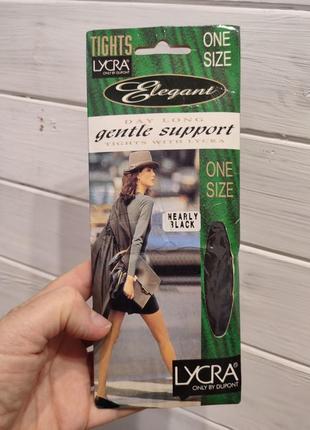 TIGHTS
LYCRA®
ONLY BY DUPONT
ONE
SIZE
Elegant
DAY LONG
gentle support
TIGHTS WITH LYCRA
ONE
SIZE
NEARLY
BLACK
LYCRA®
ONLY BY DUPONT